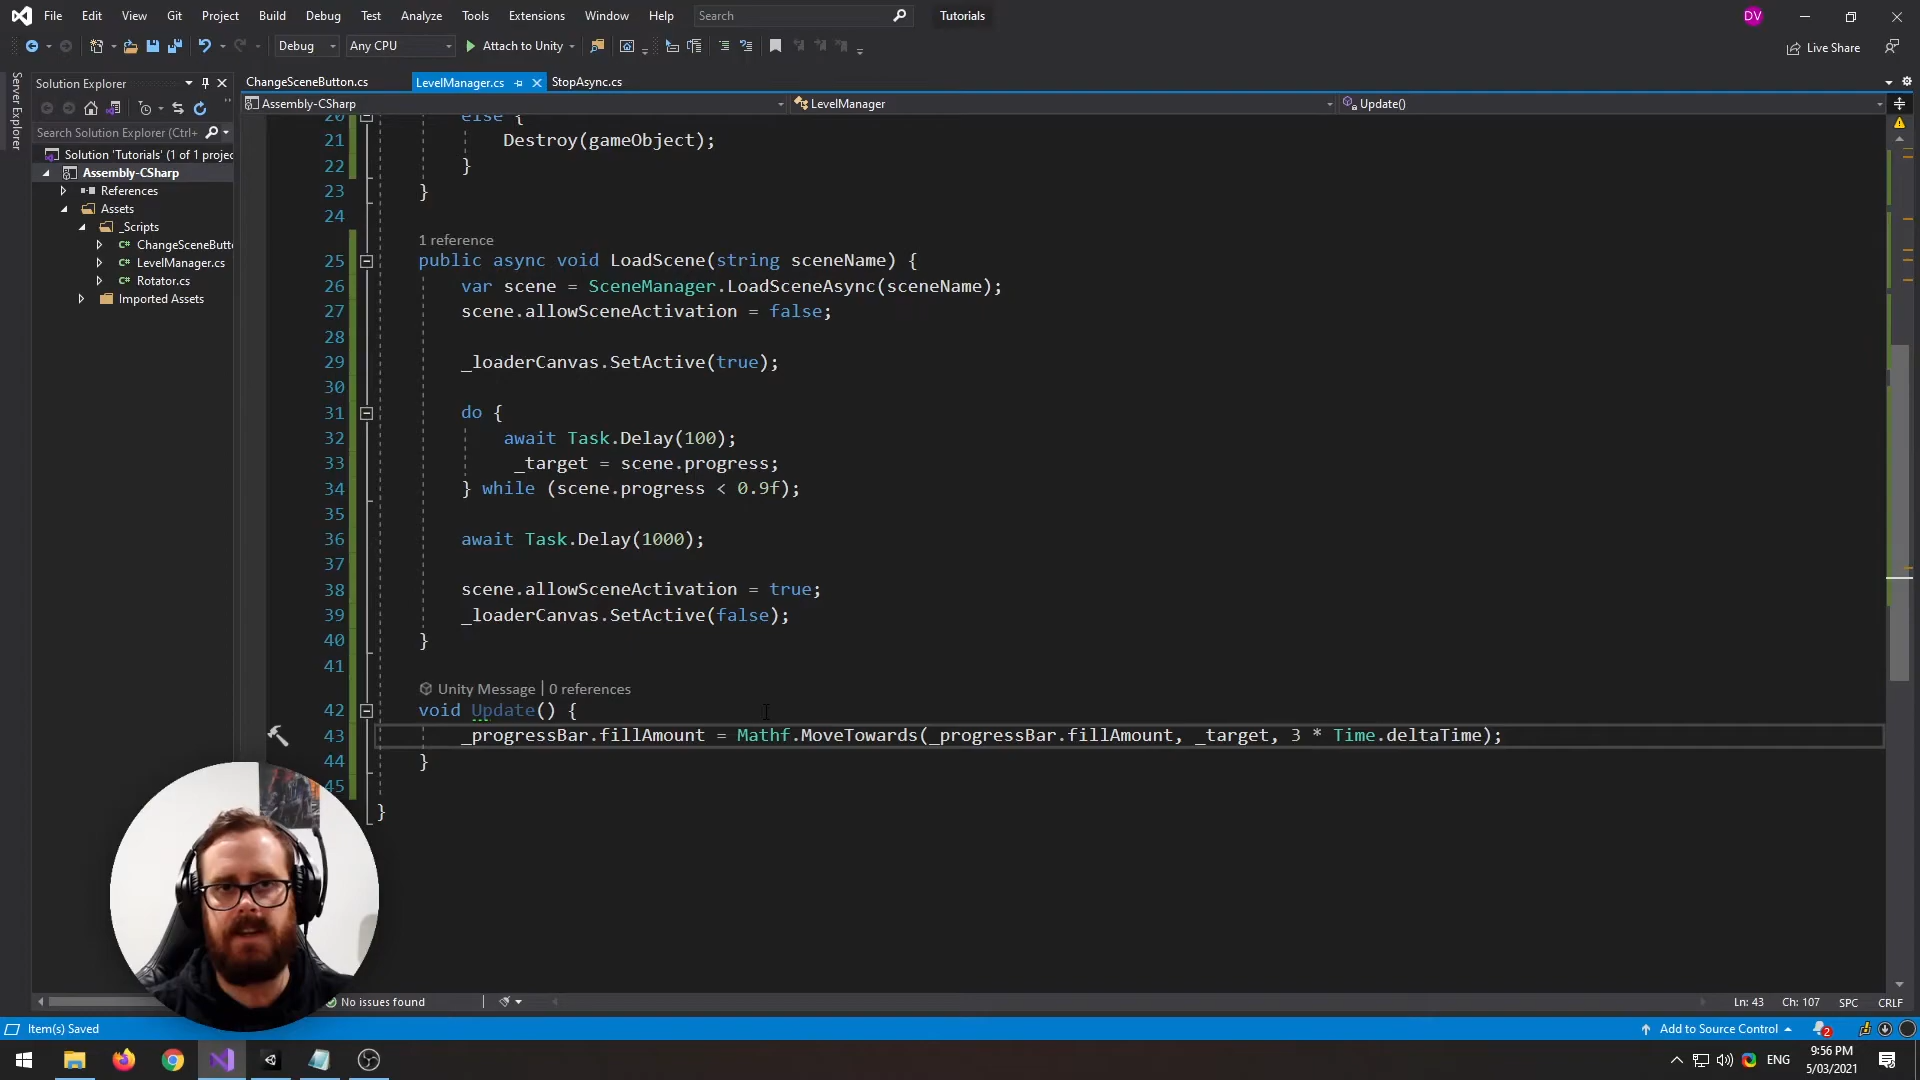 File Edit View Git Project Build Debug Test Analyze Tools Extensions Window Help Search Tutorials DV
Debug Any CPU Attach to Unity Live Share
Server Explorer
Solution Explorer
Search Solution Explorer (Ctrl+
Solution 'Tutorials' (1 of 1 projec
Assembly-CSharp
References
Assets
_Scripts
ChangeSceneButt
LevelManager.cs
Rotator.cs
Imported Assets
ChangeSceneButton.cs LevelManager.cs StopAsync.cs
Assembly-CSharp LevelManager Update()
20 else {
21 Destroy(gameObject);
22 }
23 }
24
1 reference
25 public async void LoadScene(string sceneName) {
26 var scene = SceneManager.LoadSceneAsync(sceneName);
27 scene.allowSceneActivation = false;
28
29 _loaderCanvas.SetActive(true);
30
31 do {
32 await Task.Delay(100);
33 _target = scene.progress;
34 } while (scene.progress < 0.9f);
35
36 await Task.Delay(1000);
37
38 scene.allowSceneActivation = true;
39 _loaderCanvas.SetActive(false);
40 }
41
Unity Message | 0 references
42 void Update() {
43 _progressBar.fillAmount = Mathf.MoveTowards(_progressBar.fillAmount, _target, 3 * Time.deltaTime);
44 }
45
}
No issues found Ln: 43 Ch: 107 SPC CRLF
Item(s) Saved Add to Source Control 2
ENG 9:56 PM
5/03/2021